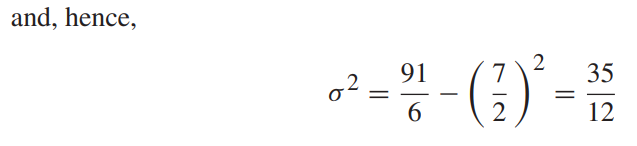 and, hence,
σ² = 91/6 − (7/2)² = 35/12